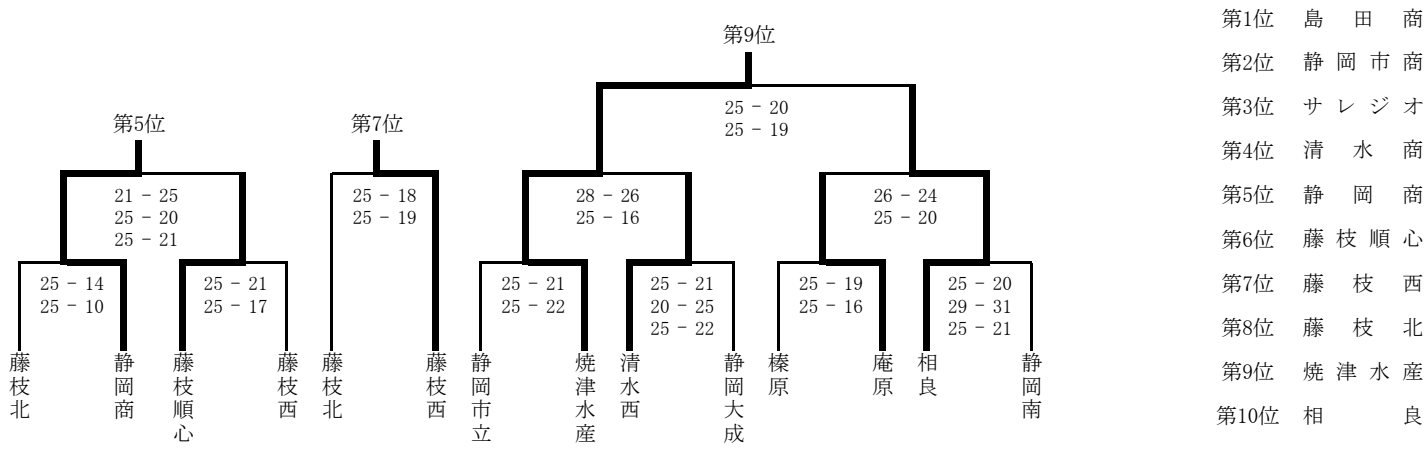 第5位
21 - 25
25 - 20
25 - 21
25 - 14
25 - 10
25 - 21
25 - 17
藤枝北
静岡商
藤枝順心
藤枝西
第7位
25 - 18
25 - 19
藤枝北
藤枝西
第9位
25 - 20
25 - 19
28 - 26
25 - 16
26 - 24
25 - 20
25 - 21
25 - 22
25 - 21
20 - 25
25 - 22
25 - 19
25 - 16
25 - 20
29 - 31
25 - 21
静岡市立
焼津水産
清水西
静岡大成
榛原
庵原
相良
静岡南
第1位 島田商
第2位 静岡市商
第3位 サレジオ
第4位 清水商
第5位 静岡商
第6位 藤枝順心
第7位 藤枝西
第8位 藤枝北
第9位 焼津水産
第10位 相良